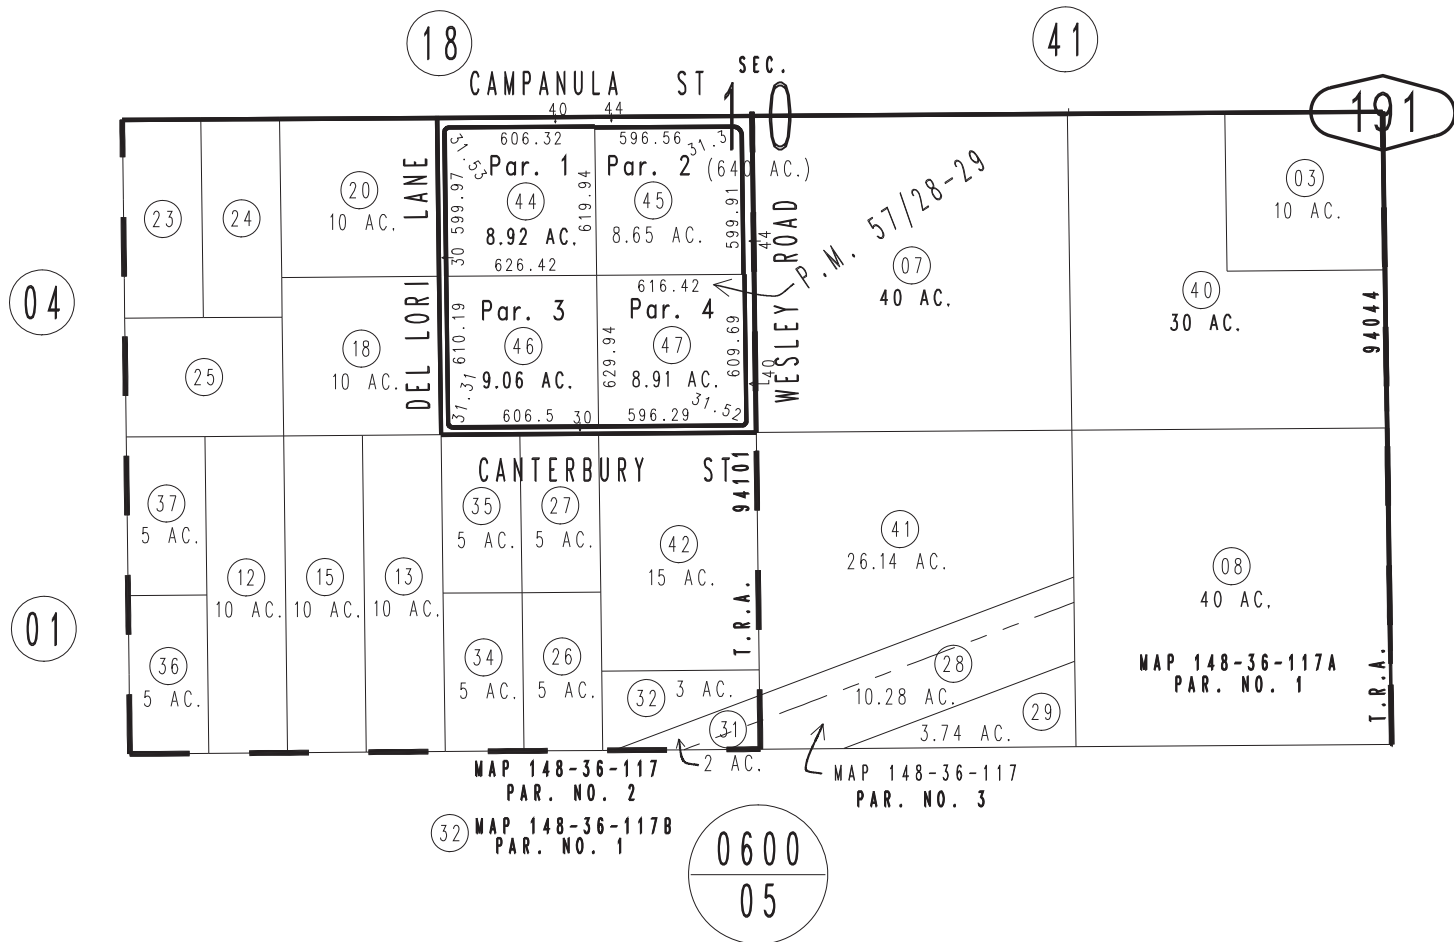 18
41
CAMPANULA ST
SEC.
10
191
40
44
606.32
596.56
31.3
31.53
Par. 1
Par. 2
(640 AC.)
LANE
20
10 AC.
03
10 AC.
23
24
44
8.92 AC.
619.94
45
8.65 AC.
599.97
599.91
30
44
626.42
P.M. 57/28-29
07
40 AC.
40
30 AC.
94044
04
616.42
DEL LORI
WESLEY ROAD
Par. 3
Par. 4
18
10 AC.
610.19
46
9.06 AC.
629.94
47
8.91 AC.
609.69
40
25
31.31
606.5
30
596.29
31.52
CANTERBURY ST
94101
37
5 AC.
35
5 AC.
27
5 AC.
42
15 AC.
41
26.14 AC.
08
40 AC.
12
10 AC.
15
10 AC.
13
10 AC.
T.R.A.
01
36
5 AC.
34
5 AC.
26
5 AC.
32
3 AC.
28
10.28 AC.
MAP 148-36-117A
PAR. NO. 1
T.R.A.
31
2 AC.
29
3.74 AC.
MAP 148-36-117
PAR. NO. 2
MAP 148-36-117
PAR. NO. 3
32
MAP 148-36-117B
PAR. NO. 1
0600
05